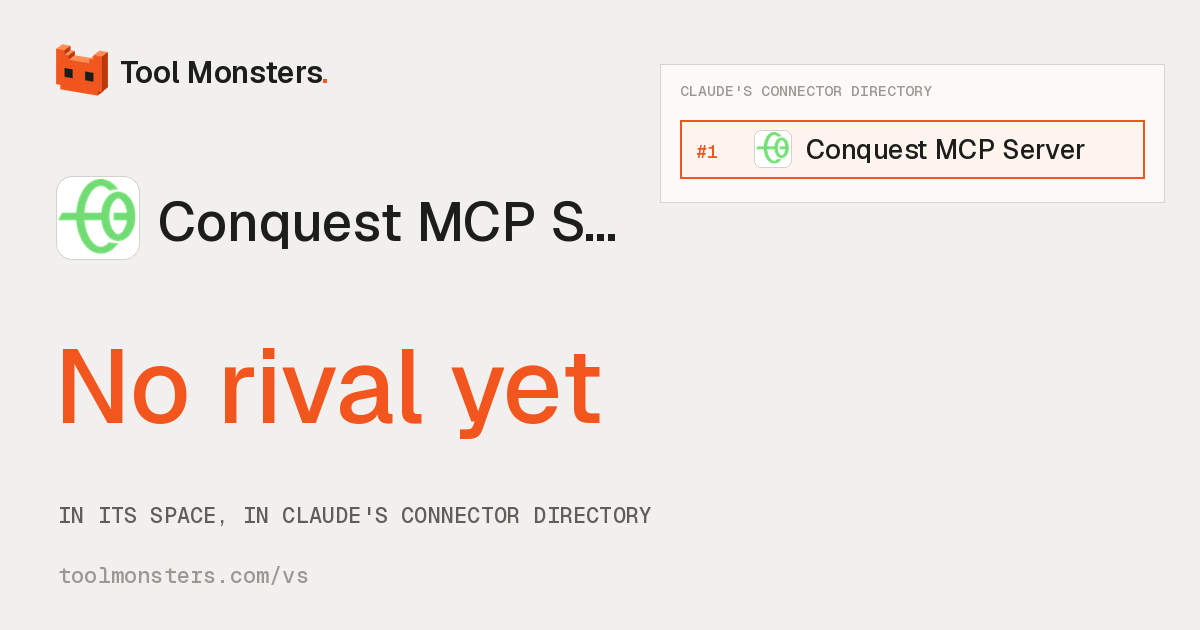 Tool Monsters.
Conquest MCP S...
No rival yet
IN ITS SPACE, IN CLAUDE'S CONNECTOR DIRECTORY
toolmonsters.com/vs
CLAUDE'S CONNECTOR DIRECTORY
#1 Conquest MCP Server